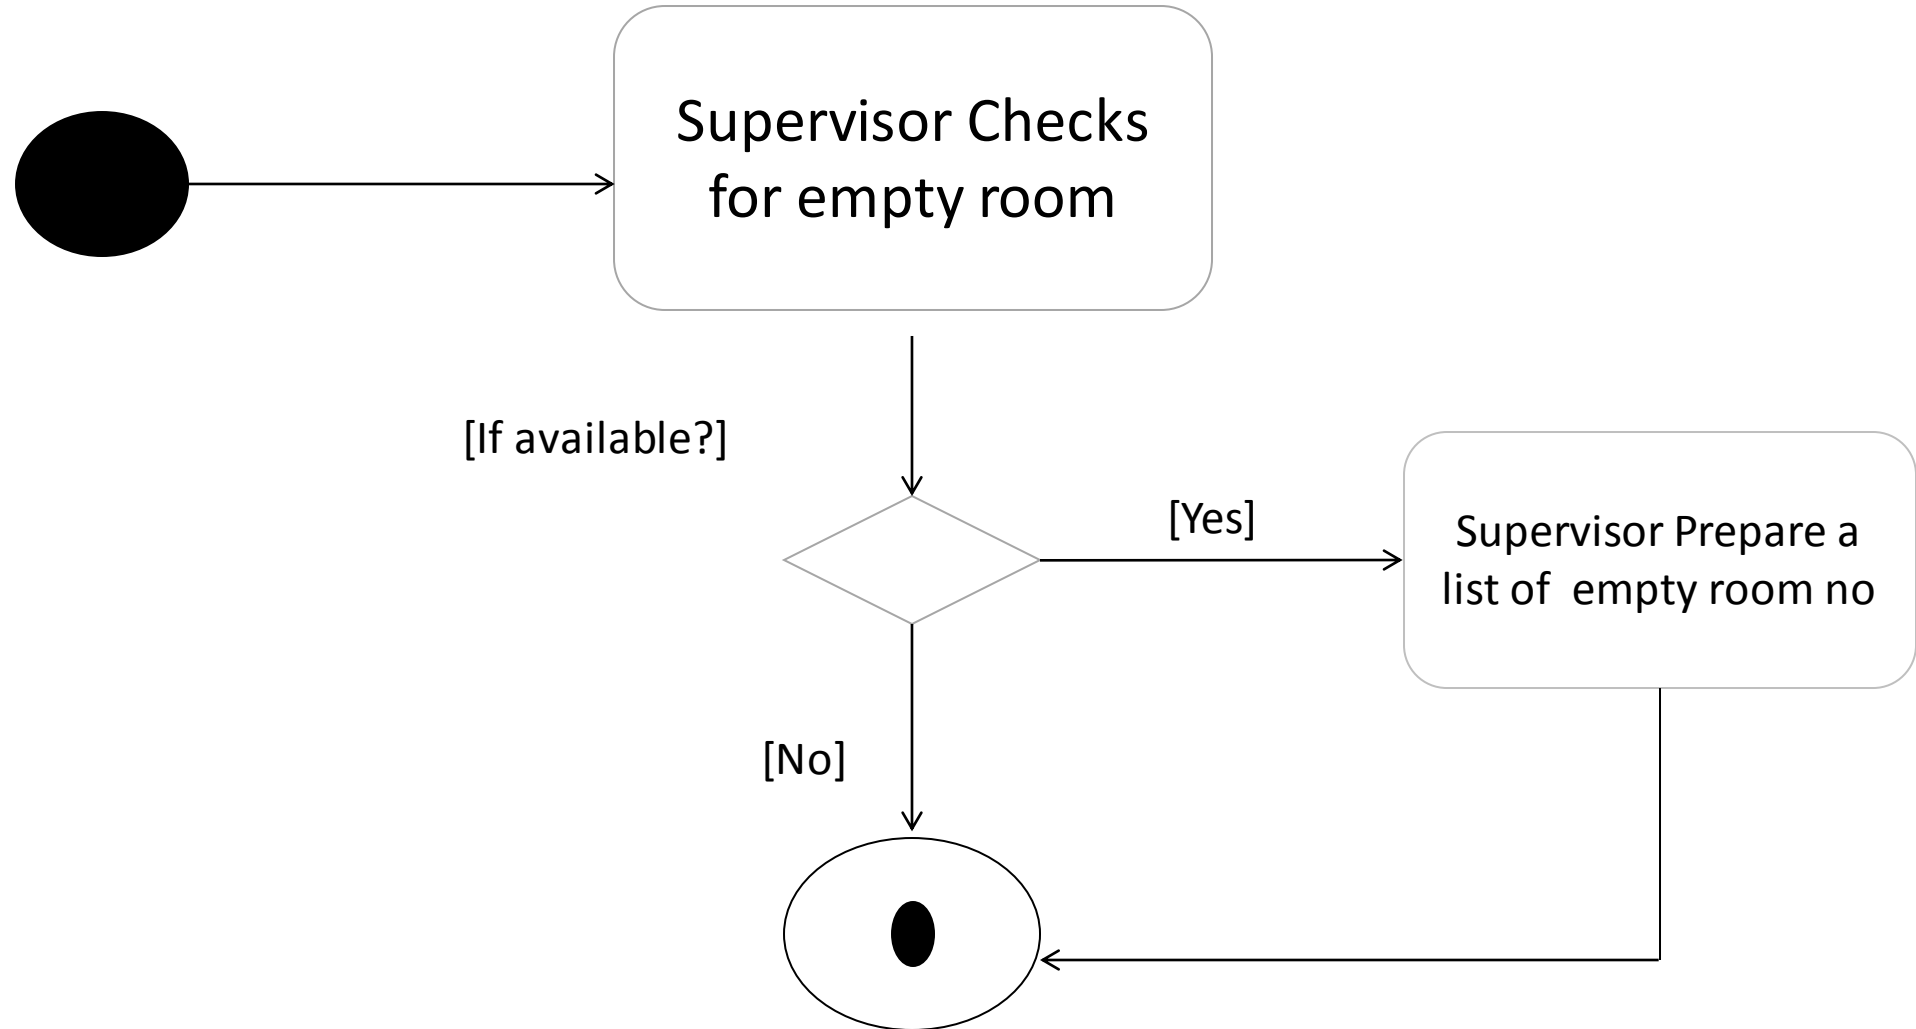 Supervisor Checks
for empty room
[If available?]
[Yes]
Supervisor Prepare a
list of  empty room no
[No]